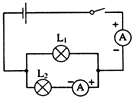 +
A
−
L₁
L₂
− A +